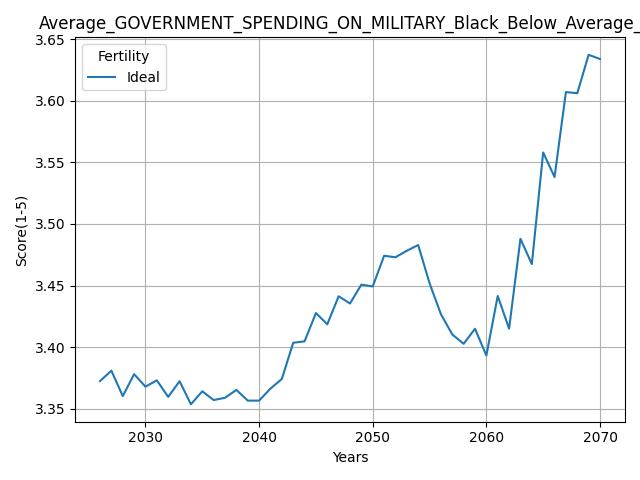 Average_GOVERNMENT_SPENDING_ON_MILITARY_Black_Below_Average_
3.65
3.60
3.55
3.50
3.45
3.40
3.35
Score(1-5)
Fertility
Ideal
2030 2040 2050 2060 2070
Years